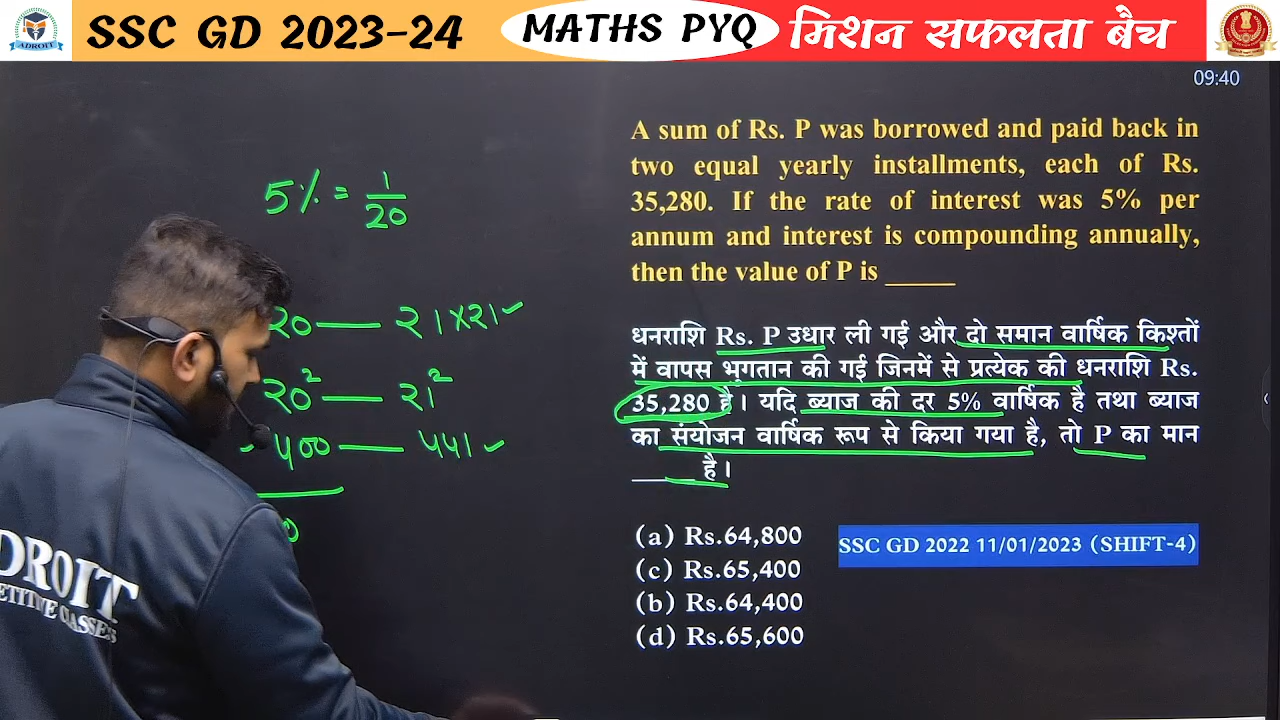 SSC GD 2023-24
MATHS PYQ
मिशन सफलता बैच
ADROIT
09:40
5% = 1/20
20 — 21×21
20² — 21²
400 — 441
A sum of Rs. P was borrowed and paid back in
two equal yearly installments, each of Rs.
35,280. If the rate of interest was 5% per
annum and interest is compounding annually,
then the value of P is _____
धनराशि Rs. P उधार ली गई और दो समान वार्षिक किश्तों
में वापस भुगतान की गई जिनमें से प्रत्येक की धनराशि Rs.
35,280 है। यदि ब्याज की दर 5% वार्षिक है तथा ब्याज
का संयोजन वार्षिक रूप से किया गया है, तो P का मान
_____ है।
(a) Rs.64,800
SSC GD 2022 11/01/2023 (SHIFT-4)
(c) Rs.65,400
(b) Rs.64,400
(d) Rs.65,600
DROIT